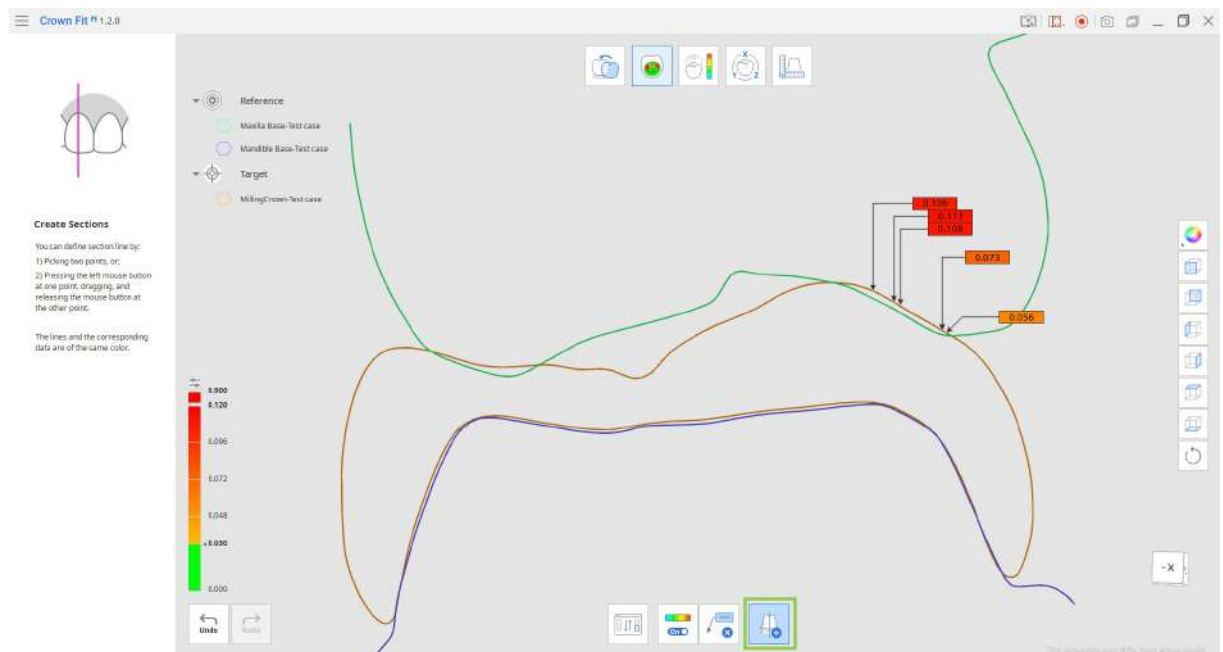 Crown Fit 1.2.0
Create Sections
You can define section line by:
1) Picking two points, or;
2) Pressing the left mouse button
at one point, dragging, and
releasing the mouse button at
the other point.
The lines and the corresponding
data are of the same color.
Reference
Maxilla Base-Test case
Mandible Base-Test case
Target
MillingCrown-Test case
X
Y
Z
0.106
0.111
0.108
0.073
0.056
0.900
0.120
0.096
0.072
0.048
0.030
0.000
-X
Undo
Redo
On